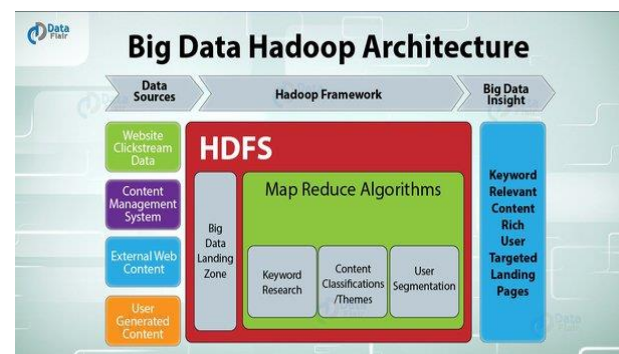 Data
Flair
Big Data Hadoop Architecture
Data
Sources
Hadoop Framework
Big Data
Insight
Website
Clickstream
Data
Content
Management
System
External Web
Content
User
Generated
Content
HDFS
Big
Data
Landing
Zone
Map Reduce Algorithms
Keyword
Research
Content
Classifications
/Themes
User
Segmentation
Keyword
Relevant
Content
Rich
User
Targeted
Landing
Pages